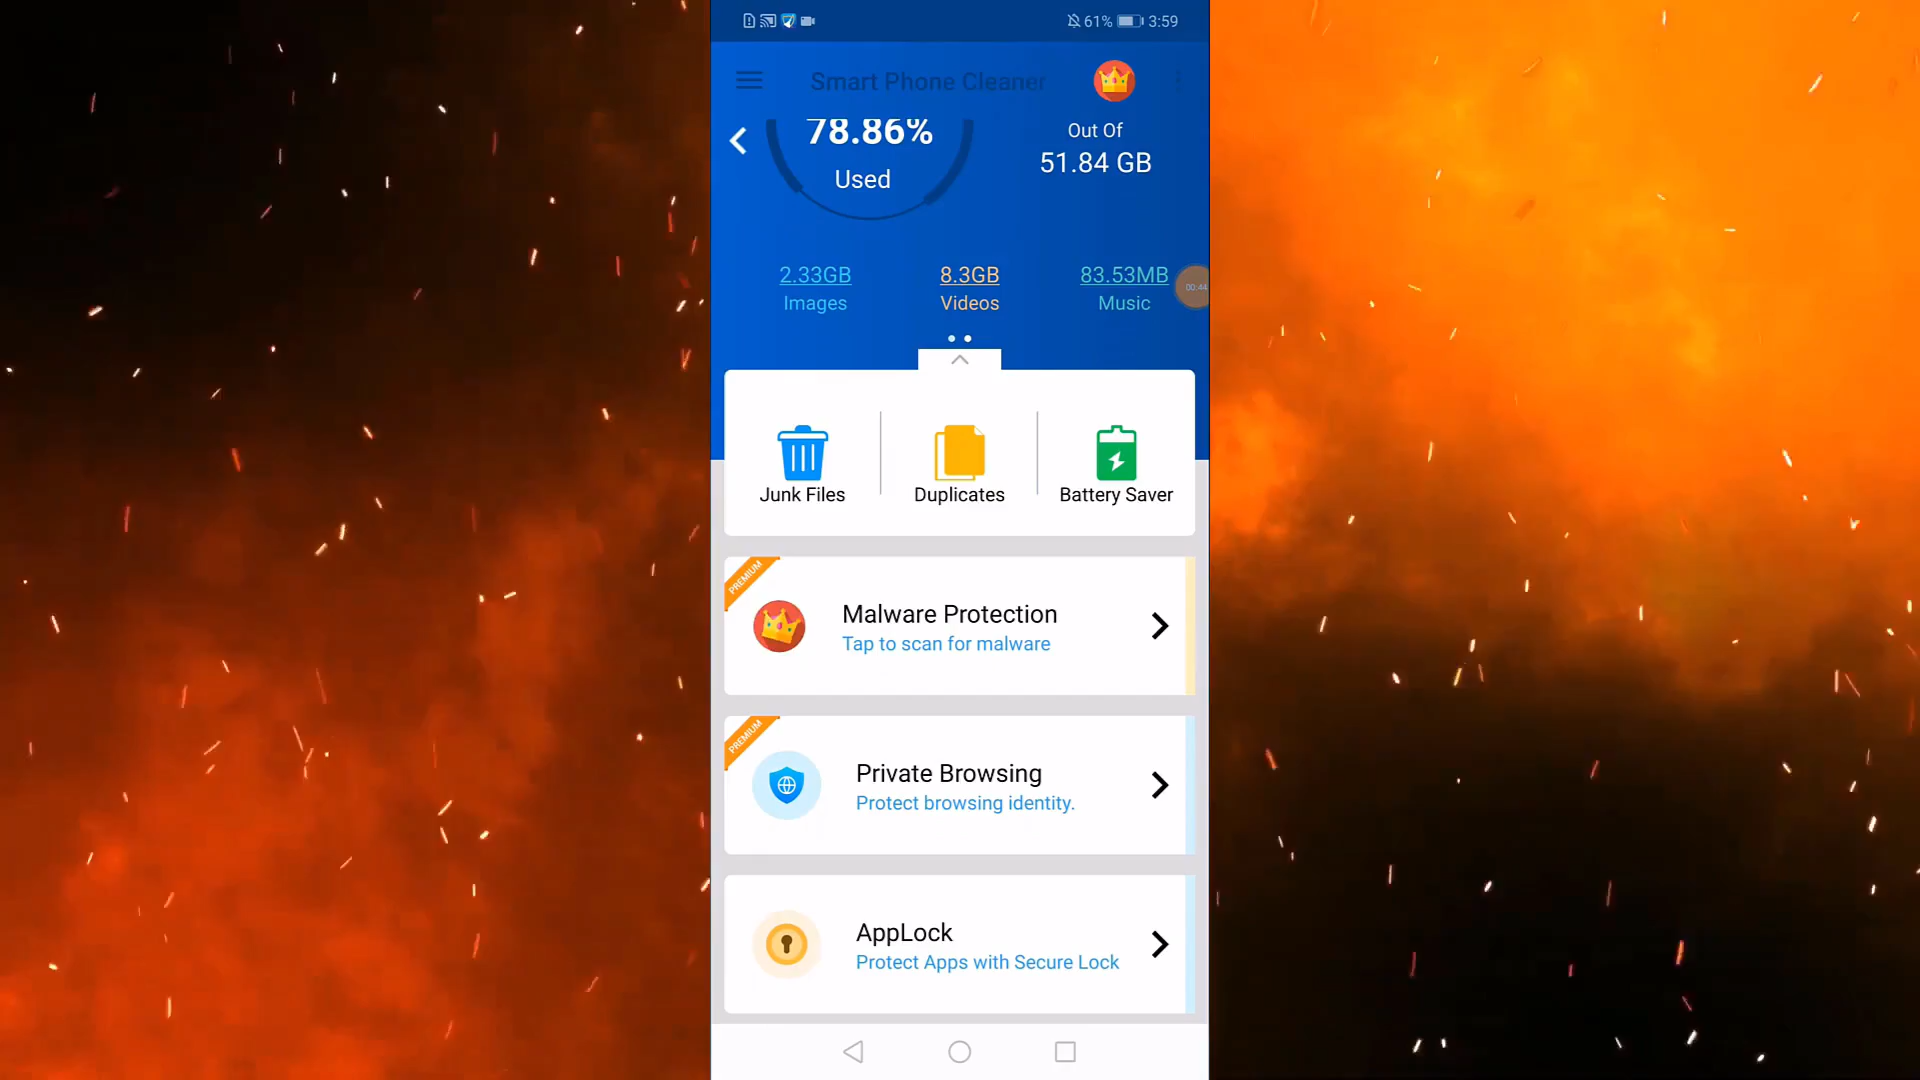 61% 3:59
Smart Phone Cleaner
78.86%
Used
Out Of
51.84 GB
2.33GB
Images
8.3GB
Videos
83.53MB
Music
00:44
Junk Files
Duplicates
Battery Saver
PREMIUM
Malware Protection
Tap to scan for malware
PREMIUM
Private Browsing
Protect browsing identity.
AppLock
Protect Apps with Secure Lock